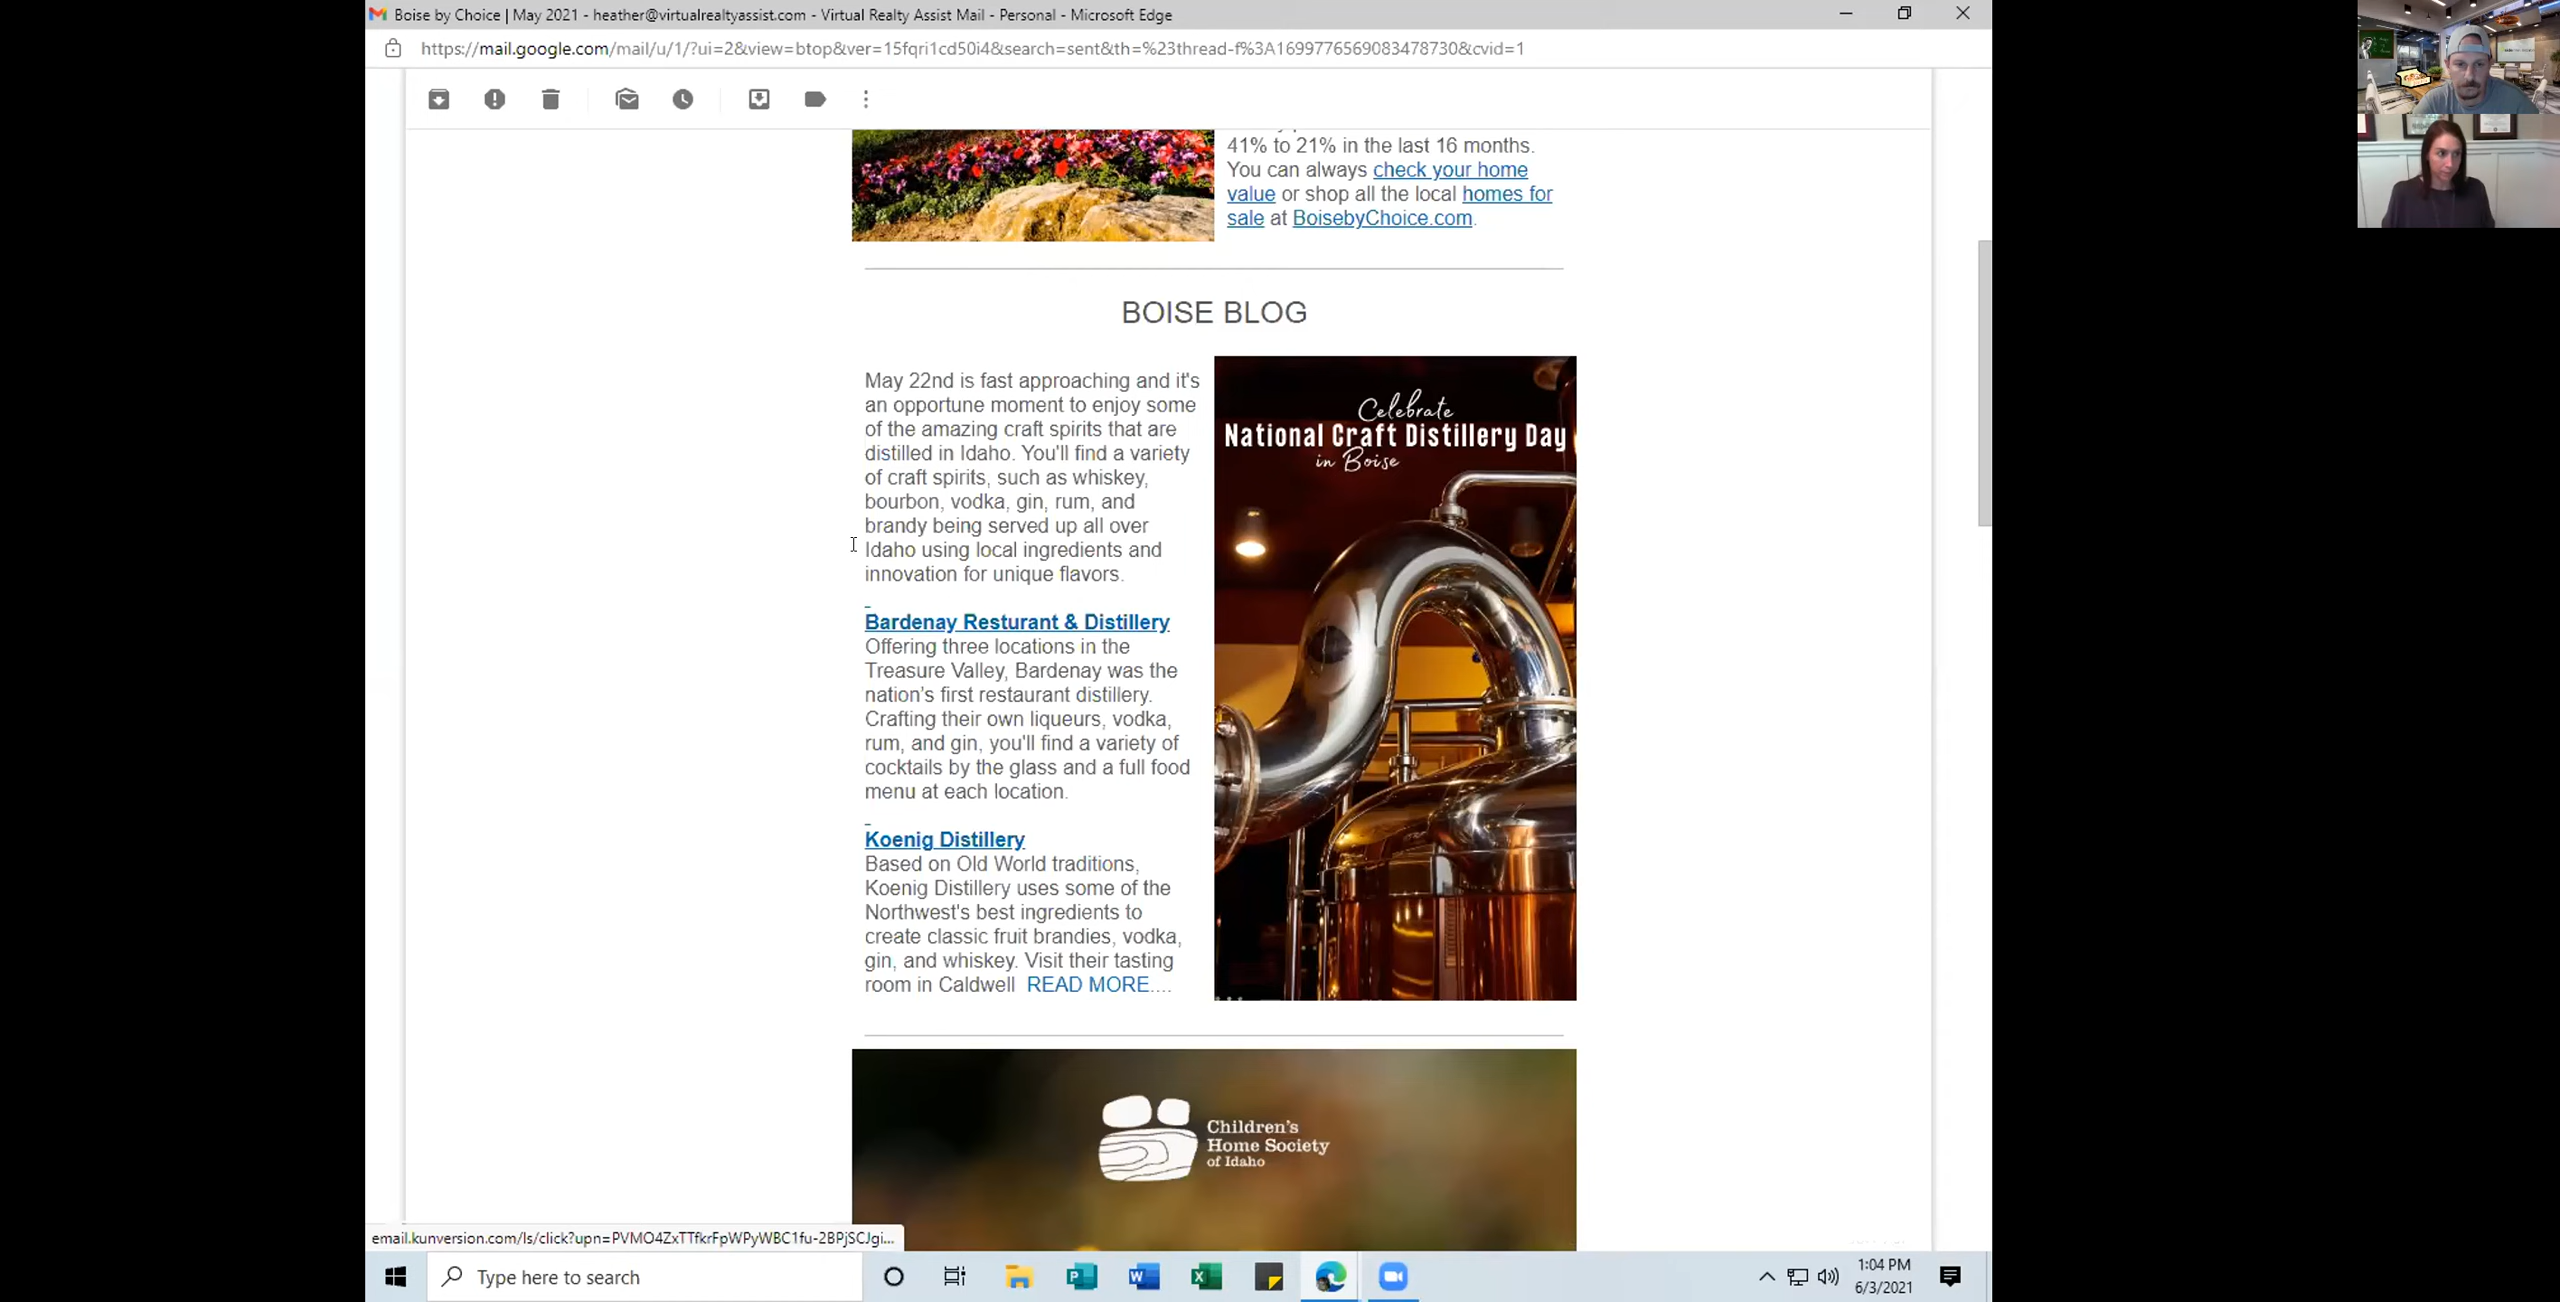 Boise by Choice | May 2021 - heather@virtualrealtyassist.com - Virtual Realty Assist Mail - Personal - Microsoft Edge
https://mail.google.com/mail/u/1/?ui=2&view=btop&ver=15fqri1cd50i4&search=sent&th=%23thread-f%3A1699776569083478730&cvid=1
41% to 21% in the last 16 months.
You can always check your home
value or shop all the local homes for
sale at BoisebyChoice.com.
BOISE BLOG
May 22nd is fast approaching and it's
an opportune moment to enjoy some
of the amazing craft spirits that are
distilled in Idaho. You'll find a variety
of craft spirits, such as whiskey,
bourbon, vodka, gin, rum, and
brandy being served up all over
Idaho using local ingredients and
innovation for unique flavors.
Bardenay Resturant & Distillery
Offering three locations in the
Treasure Valley, Bardenay was the
nation's first restaurant distillery.
Crafting their own liqueurs, vodka,
rum, and gin, you'll find a variety of
cocktails by the glass and a full food
menu at each location.
Koenig Distillery
Based on Old World traditions,
Koenig Distillery uses some of the
Northwest's best ingredients to
create classic fruit brandies, vodka,
gin, and whiskey. Visit their tasting
room in Caldwell READ MORE....
Celebrate
National Craft Distillery Day
in Boise
Children's
Home Society
of Idaho
email.kunversion.com/ls/click?upn=PVMO4ZxTTfkrFpWPyWBC1fu-2BPjSCJgi...
Type here to search
1:04 PM
6/3/2021